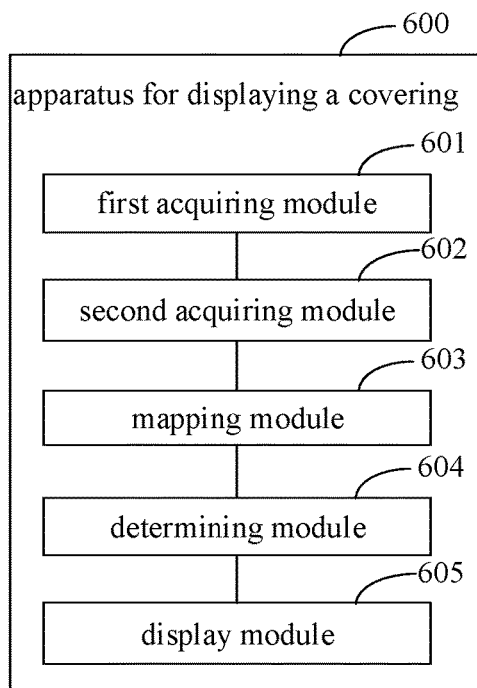 600
apparatus for displaying a covering
601
first acquiring module
602
second acquiring module
603
mapping module
604
determining module
605
display module